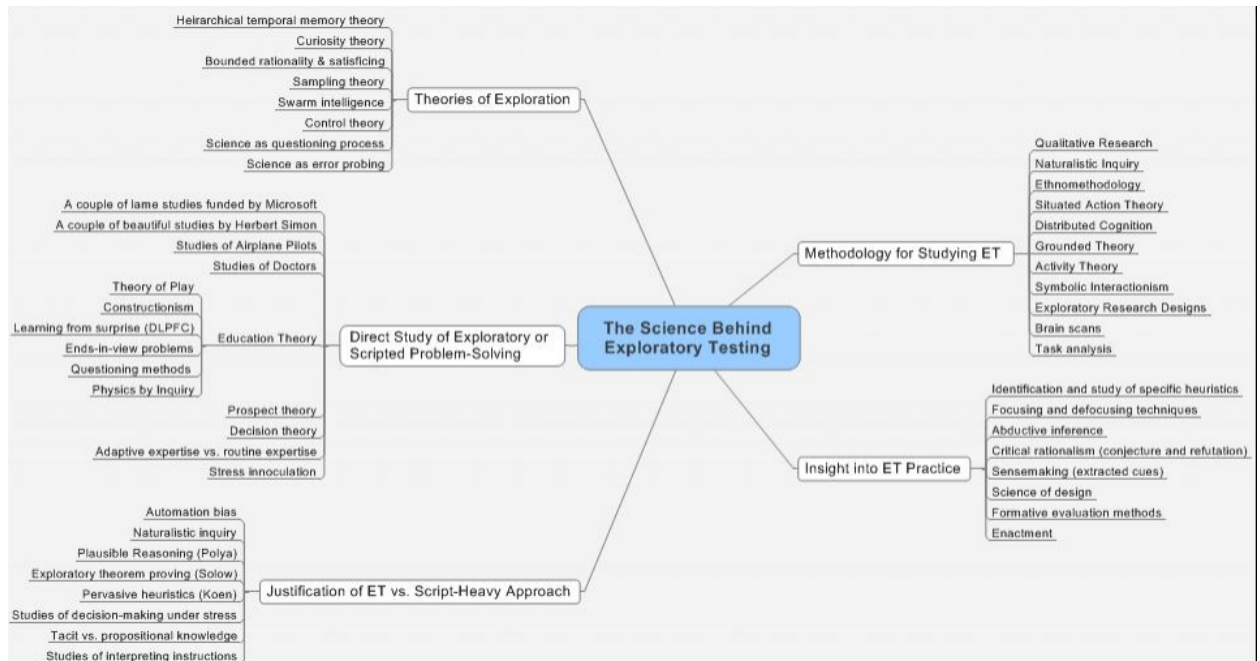 Heirarchical temporal memory theory
Curiosity theory
Bounded rationality & satisficing
Sampling theory
Swarm intelligence
Control theory
Science as questioning process
Science as error probing
Theories of Exploration
A couple of lame studies funded by Microsoft
A couple of beautiful studies by Herbert Simon
Studies of Airplane Pilots
Studies of Doctors
Theory of Play
Constructionism
Learning from surprise (DLPFC)
Ends-in-view problems
Questioning methods
Physics by Inquiry
Education Theory
Prospect theory
Decision theory
Adaptive expertise vs. routine expertise
Stress innoculation
Direct Study of Exploratory or
Scripted Problem-Solving
Automation bias
Naturalistic inquiry
Plausible Reasoning (Polya)
Exploratory theorem proving (Solow)
Pervasive heuristics (Koen)
Studies of decision-making under stress
Tacit vs. propositional knowledge
Studies of interpreting instructions
Justification of ET vs. Script-Heavy Approach
The Science Behind
Exploratory Testing
Methodology for Studying ET
Qualitative Research
Naturalistic Inquiry
Ethnomethodology
Situated Action Theory
Distributed Cognition
Grounded Theory
Activity Theory
Symbolic Interactionism
Exploratory Research Designs
Brain scans
Task analysis
Insight into ET Practice
Identification and study of specific heuristics
Focusing and defocusing techniques
Abductive inference
Critical rationalism (conjecture and refutation)
Sensemaking (extracted cues)
Science of design
Formative evaluation methods
Enactment